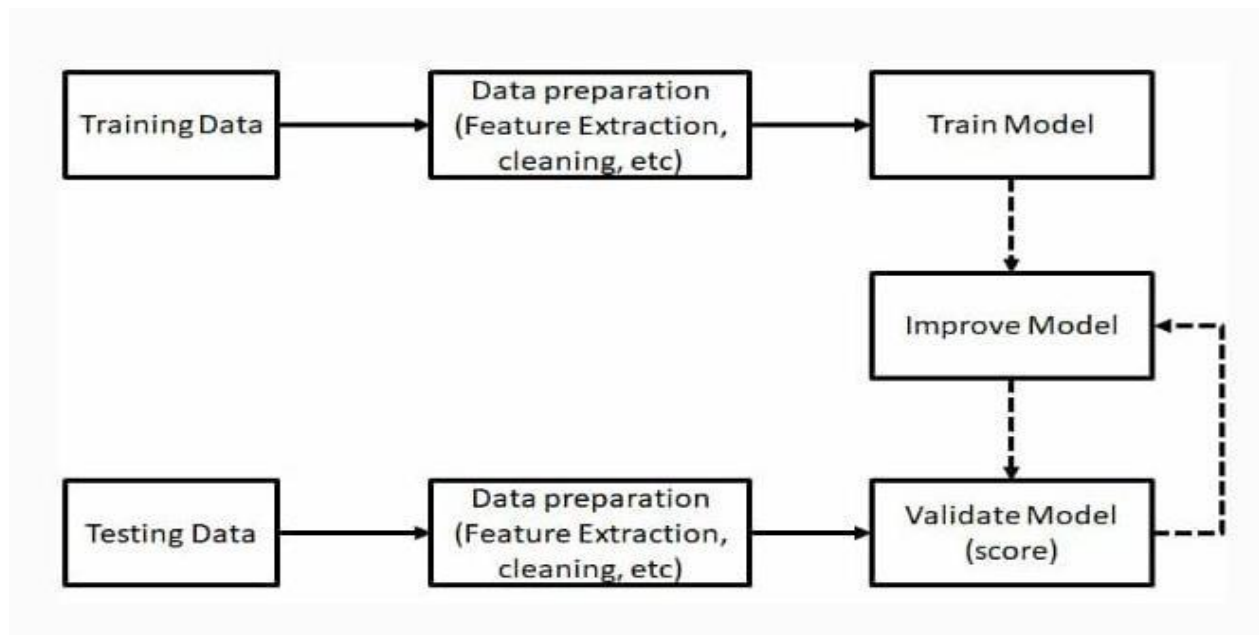 Training Data
Data preparation
(Feature Extraction,
cleaning, etc)
Train Model
Improve Model
Testing Data
Data preparation
(Feature Extraction,
cleaning, etc)
Validate Model
(score)